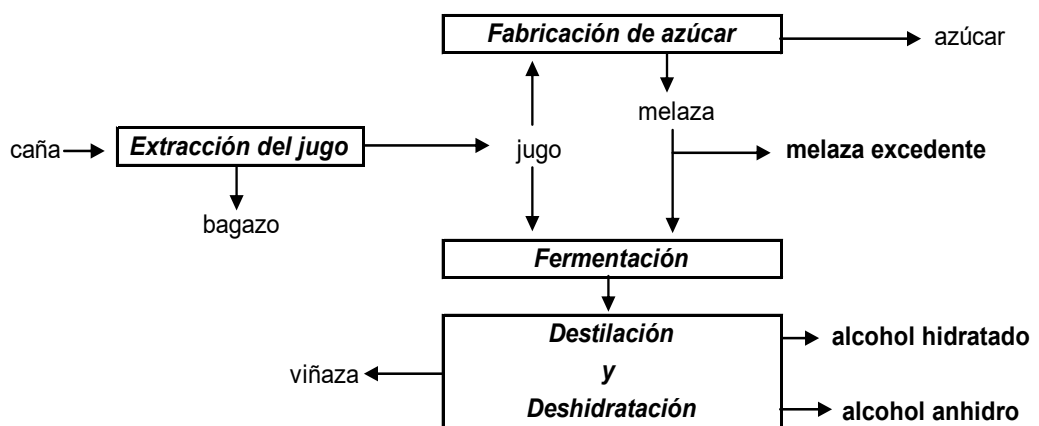 Fabricación de azúcar
azúcar
melaza
caña
Extracción del jugo
jugo
melaza excedente
bagazo
Fermentación
Destilación
alcohol hidratado
viñaza
y
Deshidratación
alcohol anhidro